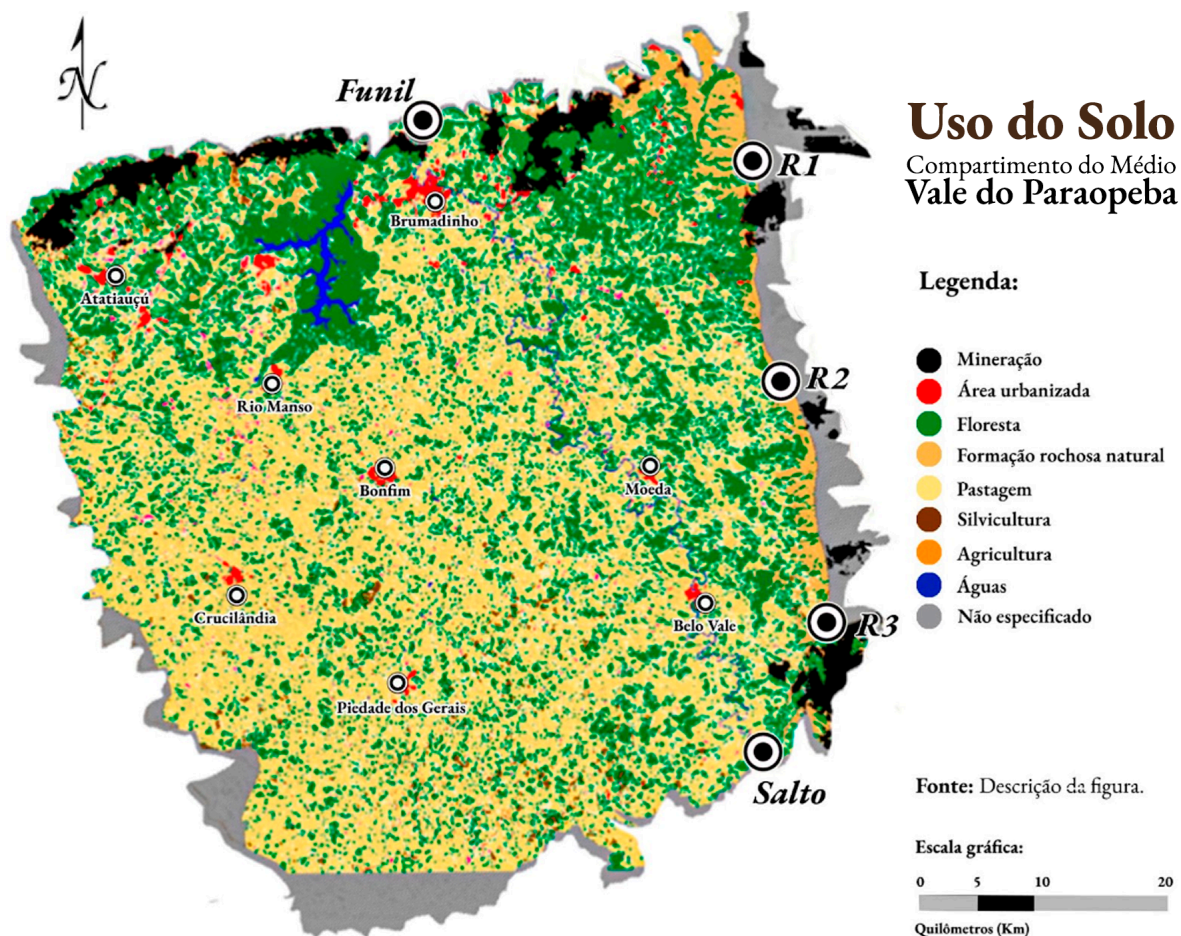 N
Funil
Uso do Solo
Compartimento do Médio
Vale do Paraopeba
R1
Brumadinho
Atatiauçú
Legenda:
Mineração
Área urbanizada
Floresta
Formação rochosa natural
Pastagem
Silvicultura
Agricultura
Águas
Não especificado
R2
Rio Manso
Bonfim
Moeda
Crucilândia
Belo Vale
R3
Piedade dos Gerais
Salto
Fonte: Descrição da figura.
Escala gráfica:
0 5 10 20
Quilômetros (Km)